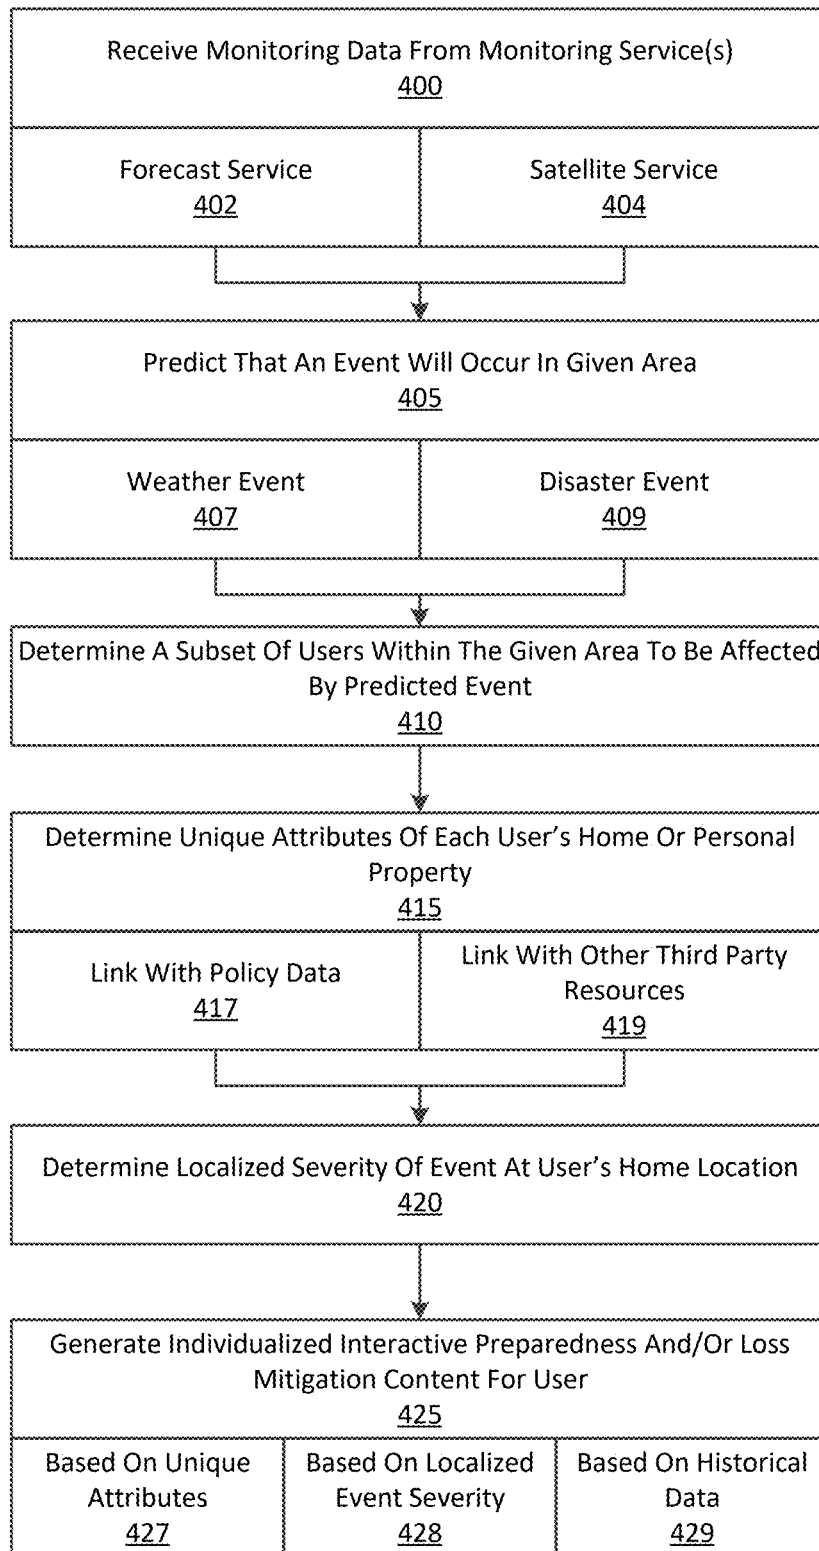 Receive Monitoring Data From Monitoring Service(s)
400
Forecast Service
402
Satellite Service
404
Predict That An Event Will Occur In Given Area
405
Weather Event
407
Disaster Event
409
Determine A Subset Of Users Within The Given Area To Be Affected
By Predicted Event
410
Determine Unique Attributes Of Each User's Home Or Personal
Property
415
Link With Policy Data
417
Link With Other Third Party
Resources
419
Determine Localized Severity Of Event At User's Home Location
420
Generate Individualized Interactive Preparedness And/Or Loss
Mitigation Content For User
425
Based On Unique
Attributes
427
Based On Localized
Event Severity
428
Based On Historical
Data
429